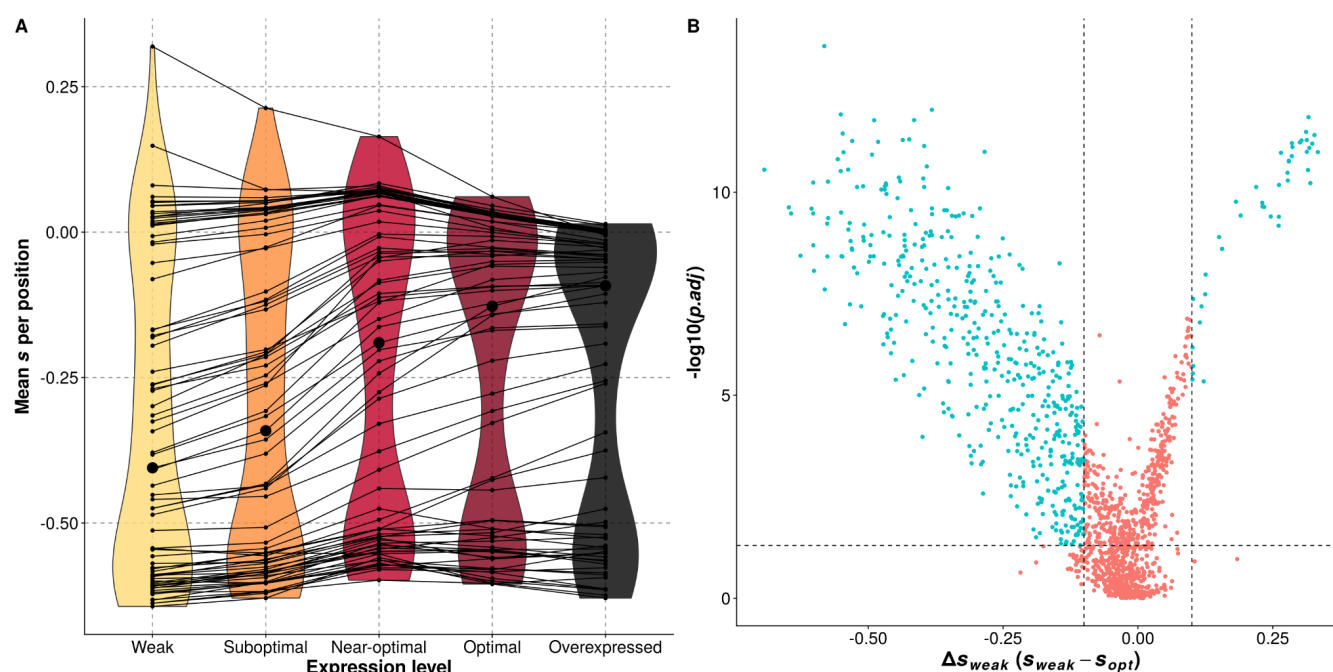 A
Mean s per position
0.25
0.00
-0.25
-0.50
Weak
Suboptimal
Near-optimal
Optimal
Overexpressed
Expression level
B
-log10(p.adj)
10
5
0
-0.50
-0.25
0.00
0.25
Δsweak (sweak − sopt)